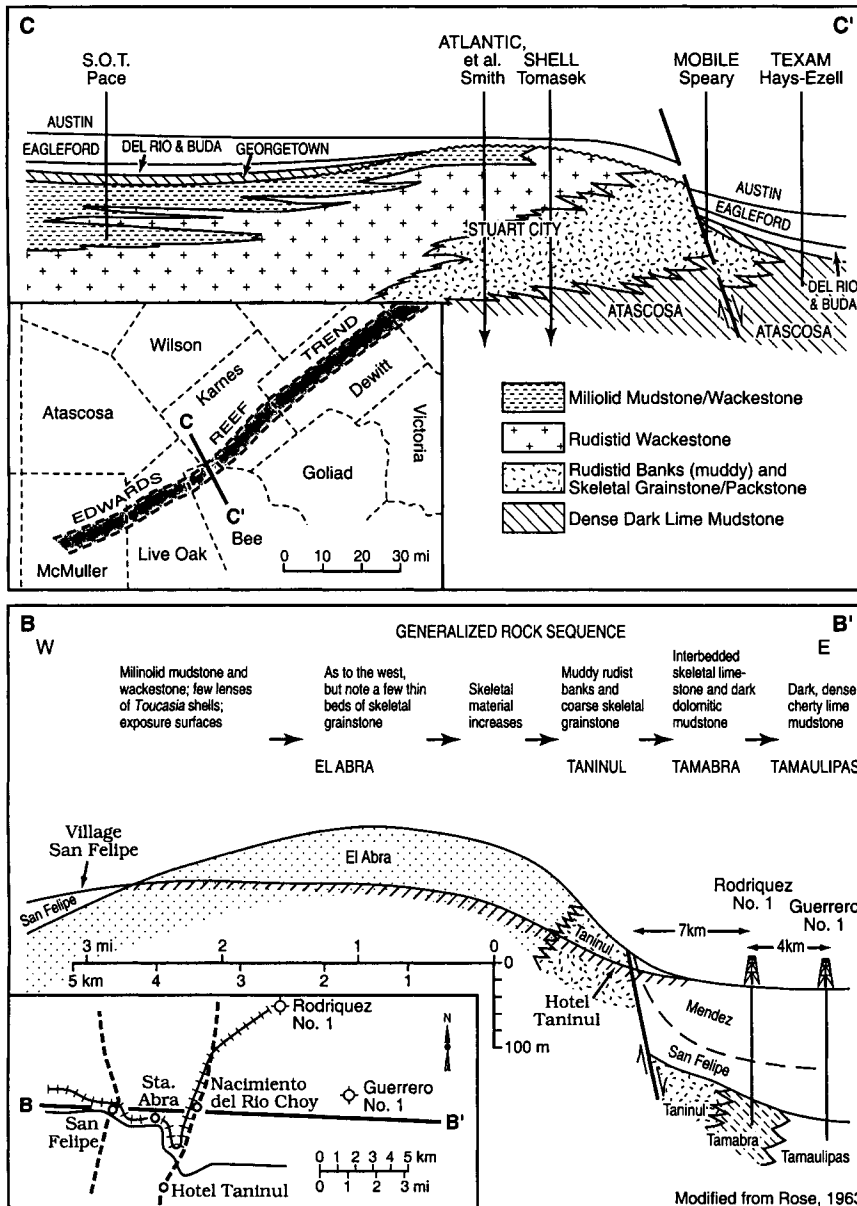 C
C'
S.O.T.
Pace
ATLANTIC,
et al.
Smith
SHELL
Tomasek
MOBILE
Speary
TEXAM
Hays-Ezell
AUSTIN
EAGLEFORD
DEL RIO & BUDA
GEORGETOWN
STUART CITY
AUSTIN
EAGLEFORD
DEL RIO
& BUDA
ATASCOSA
ATASCOSA
Wilson
Karnes
Atascosa
EDWARDS REEF TREND
Dewitt
Victoria
Goliad
C
C'
Bee
Live Oak
McMuller
0 10 20 30 mi
Miliolid Mudstone/Wackestone
Rudistid Wackestone
Rudistid Banks (muddy) and
Skeletal Grainstone/Packstone
Dense Dark Lime Mudstone
B
B'
W
E
GENERALIZED ROCK SEQUENCE
Milinolid mudstone and
wackestone; few lenses
of Toucasia shells;
exposure surfaces
As to the west,
but note a few thin
beds of skeletal
grainstone
Skeletal
material
increases
Muddy rudist
banks and
coarse skeletal
grainstone
Interbedded
skeletal lime-
stone and dark
dolomitic
mudstone
Dark, dense
cherty lime
mudstone
EL ABRA
TANINUL
TAMABRA
TAMAULIPAS
Village
San Felipe
San Felipe
El Abra
Taninul
Hotel
Taninul
Rodriquez
No. 1
Guerrero
No. 1
7km
4km
3 mi 2 1 0
5 km 4 3 2 1
0
100 m
Mendez
San Felipe
Taninul
Tamabra
Tamaulipas
Rodriquez
No. 1
N
Sta.
Abra
Nacimiento
del Rio Choy
Guerrero
No. 1
B
B'
San
Felipe
Hotel Taninul
0 1 2 3 4 5 km
0 1 2 3 mi
Modified from Rose, 1963